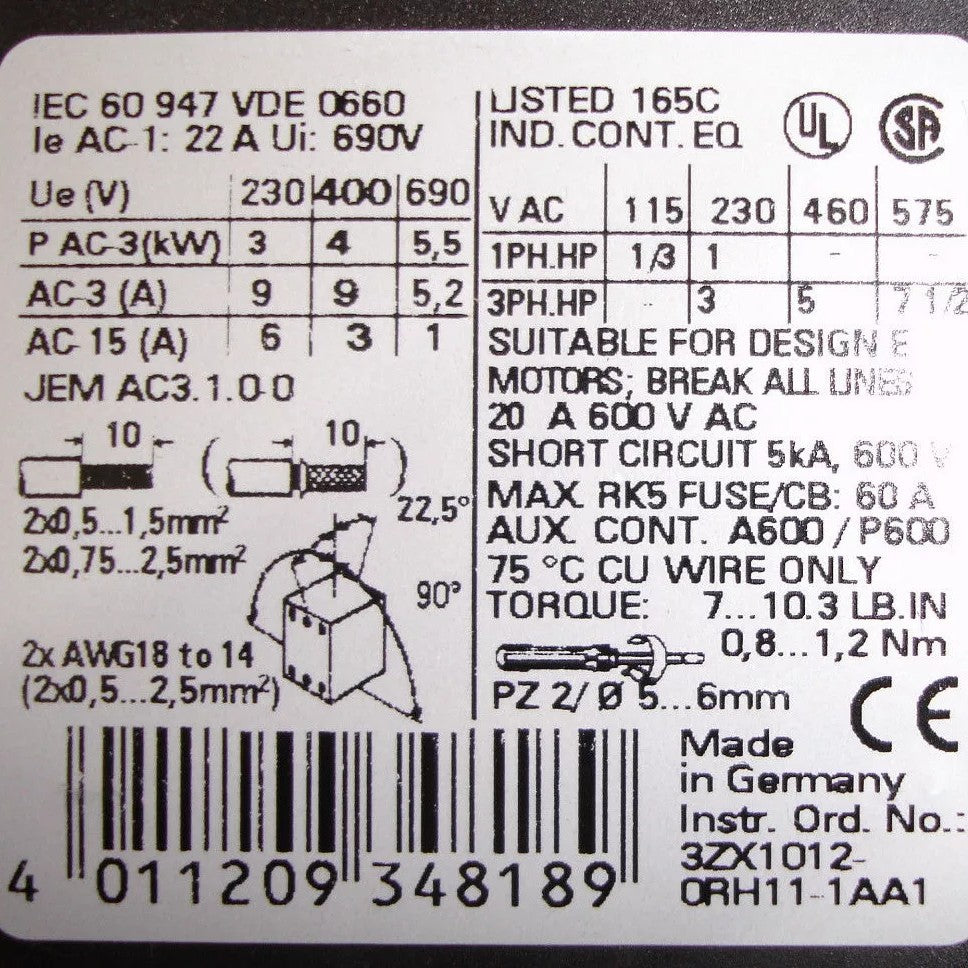 IEC 60 947 VDE 0660
Ie AC-1: 22 A Ui: 690V
Ue (V) 230 400 690
P AC-3(kW) 3 4 5,5
AC-3 (A) 9 9 5,2
AC 15 (A) 6 3 1
JEM AC3.1.0-0
10 10
22,5°
2x0,5...1,5mm²
2x0,75...2,5mm²
90°
2x AWG18 to 14
(2x0,5...2,5mm²)
LISTED 165C
IND. CONT. EQ
UL SA
V AC 115 230 460 575
1PH.HP 1/3 1 - -
3PH.HP - 3 5 7 1/2
SUITABLE FOR DESIGN E
MOTORS; BREAK ALL LINES
20 A 600 V AC
SHORT CIRCUIT 5kA, 600 V
MAX. RK5 FUSE/CB: 60 A
AUX. CONT. A600 / P600
75 °C CU WIRE ONLY
TORQUE: 7...10.3 LB.IN
0,8...1,2 Nm
PZ 2/ Ø 5...6mm
CE
Made
in Germany
Instr. Ord. No.:
3ZX1012-
0RH11-1AA1
4 011209 348189